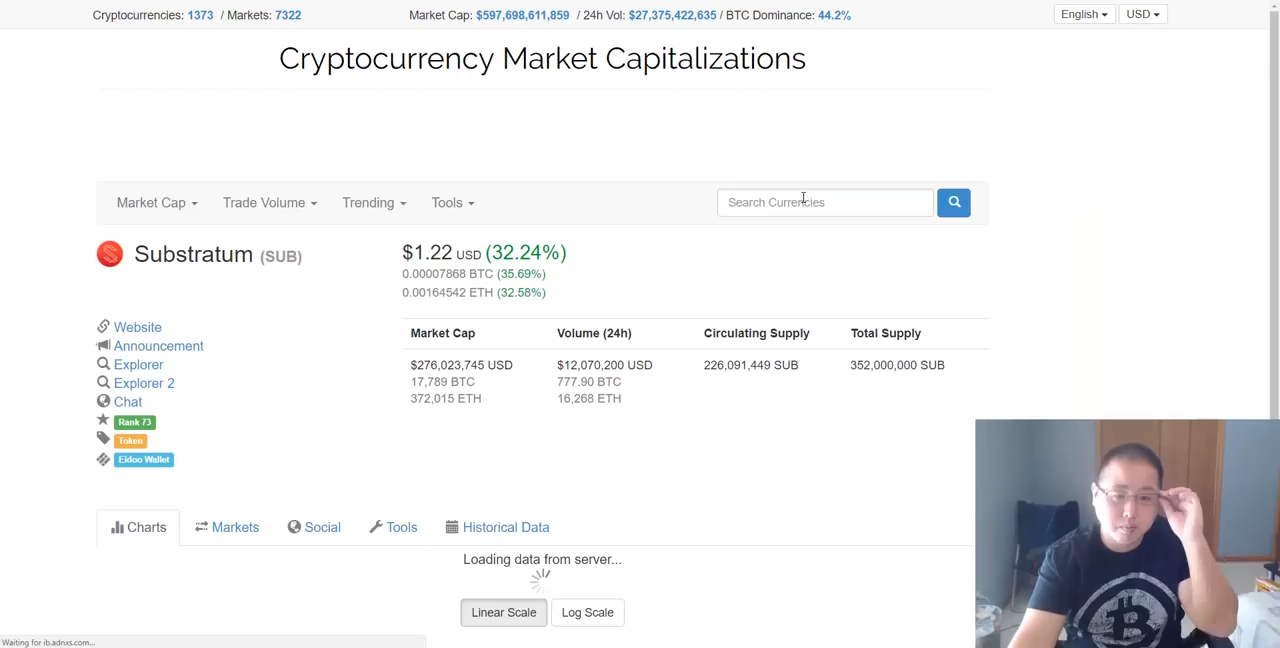 Cryptocurrencies: 1373 / Markets: 7322
Market Cap: $597,698,611,859 / 24h Vol: $27,375,422,635 / BTC Dominance: 44.2%
English
USD
Cryptocurrency Market Capitalizations
Market Cap
Trade Volume
Trending
Tools
Search Currencies
Substratum (SUB)
$1.22 USD (32.24%)
0.00007868 BTC (35.69%)
0.00164542 ETH (32.58%)
Website
Announcement
Explorer
Explorer 2
Chat
Rank 73
Token
Eidoo Wallet
Market Cap
Volume (24h)
Circulating Supply
Total Supply
$276,023,745 USD
$12,070,200 USD
226,091,449 SUB
352,000,000 SUB
17,789 BTC
777.90 BTC
372,015 ETH
16,268 ETH
Charts
Markets
Social
Tools
Historical Data
Loading data from server...
Linear Scale
Log Scale
Waiting for ib.adnxs.com...